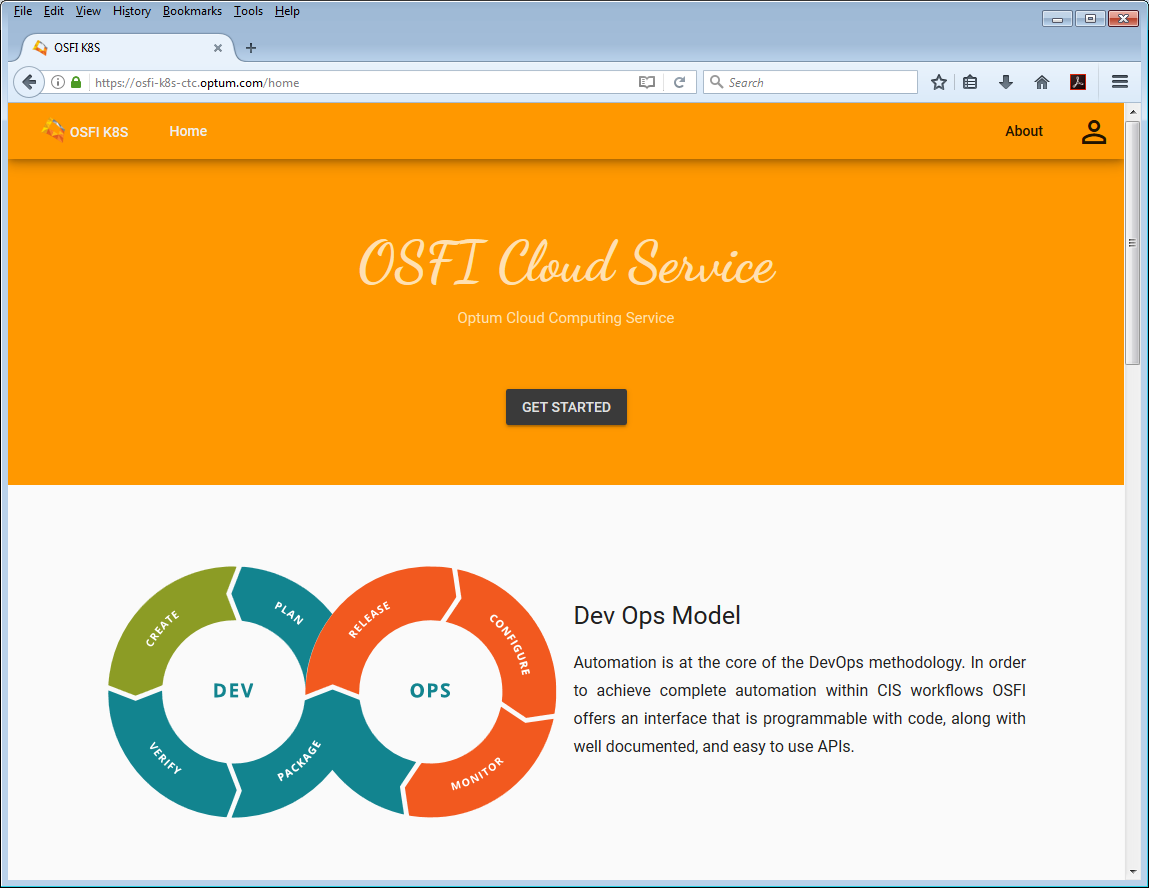 File Edit View History Bookmarks Tools Help
OSFI K8S
https://osfi-k8s-ctc.optum.com/home
Search
OSFI K8S
Home
About
OSFI Cloud Service
Optum Cloud Computing Service
GET STARTED
CREATE
PLAN
RELEASE
CONFIGURE
DEV
OPS
VERIFY
PACKAGE
MONITOR
Dev Ops Model
Automation is at the core of the DevOps methodology. In order
to achieve complete automation within CIS workflows OSFI
offers an interface that is programmable with code, along with
well documented, and easy to use APIs.